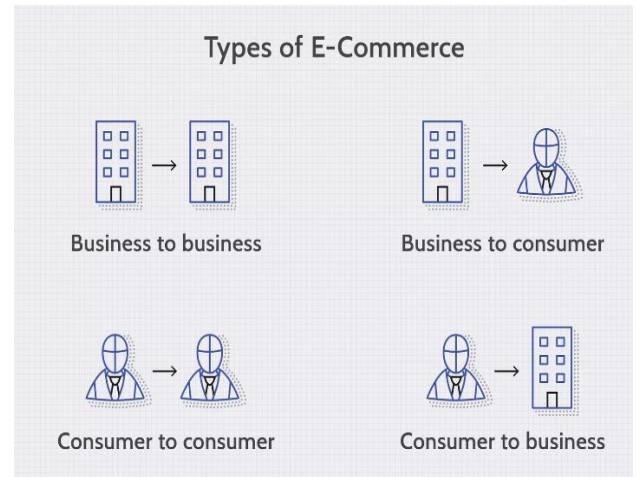 Types of E-Commerce
Business to business
Business to consumer
Consumer to consumer
Consumer to business